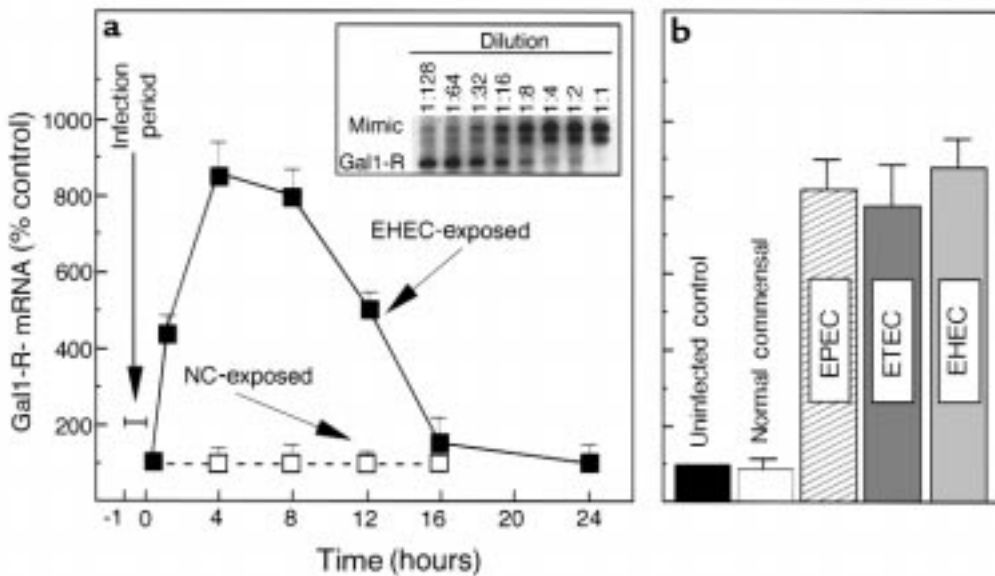 a
Gal1-R- mRNA (% control)
1000
800
600
400
200
Infection
period
Dilution
1:128
1:64
1:32
1:16
1:8
1:4
1:2
1:1
Mimic
Gal1-R
EHEC-exposed
NC-exposed
-1
0
4
8
12
16
20
24
Time (hours)
b
Uninfected control
Normal commensal
EPEC
ETEC
EHEC